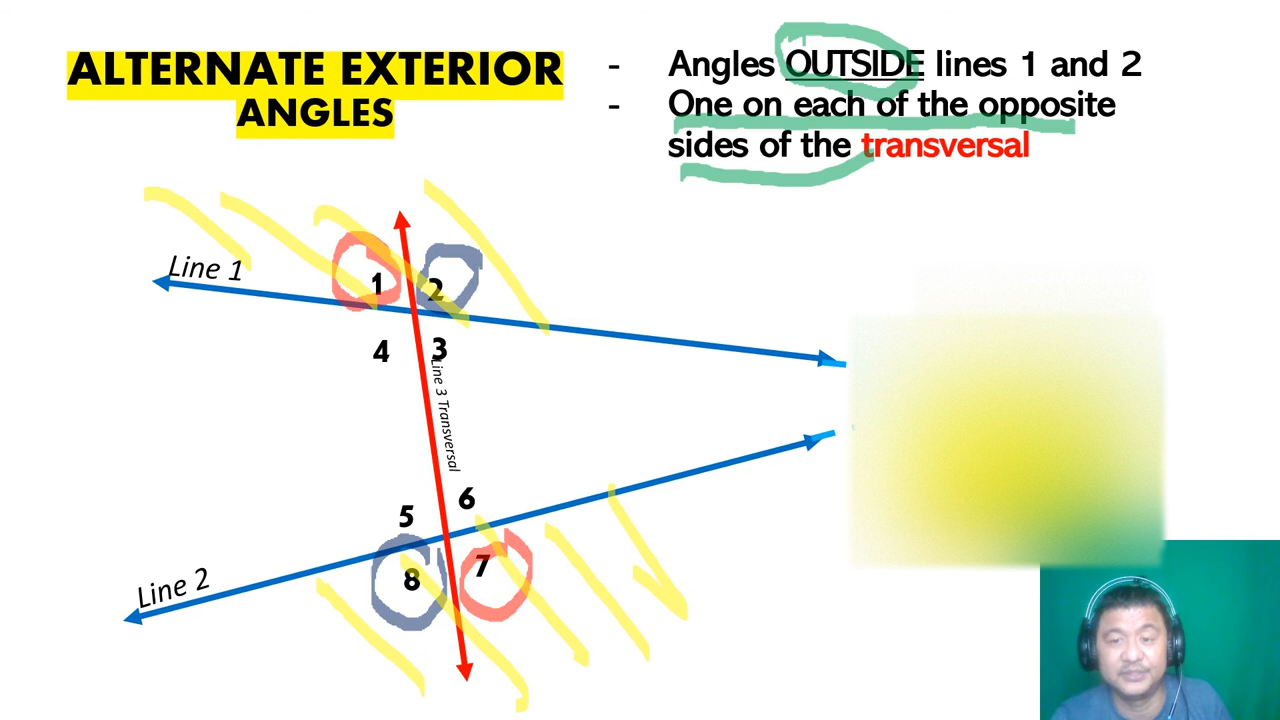 ALTERNATE EXTERIOR
ANGLES
- Angles OUTSIDE lines 1 and 2
- One on each of the opposite
sides of the transversal
Line 1
1
2
4
3
Line 3 Transversal
6
5
7
8
Line 2